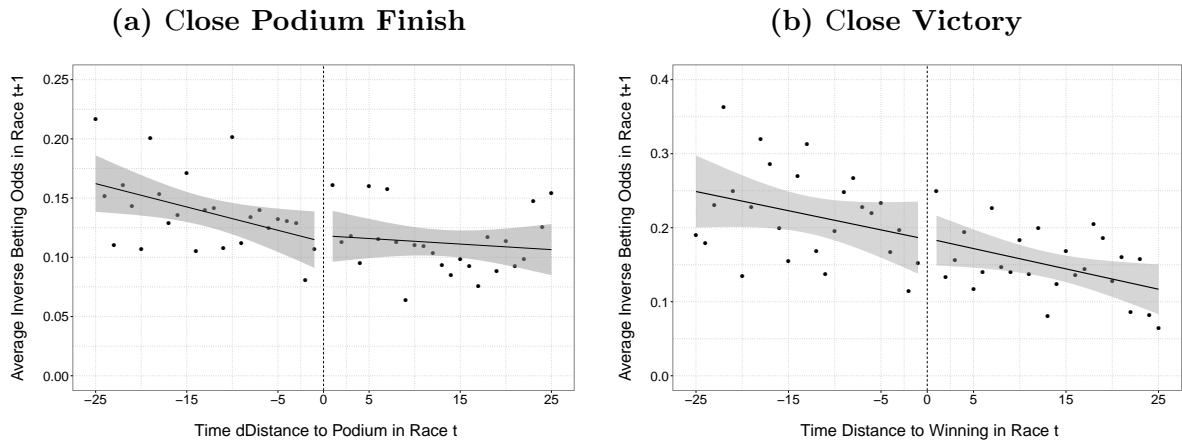 (a) Close Podium Finish
Average Inverse Betting Odds in Race t+1
0.25
0.20
0.15
0.10
0.05
0.00
−25 −15 −5 0 5 15 25
Time dDistance to Podium in Race t
(b) Close Victory
Average Inverse Betting Odds in Race t+1
0.4
0.3
0.2
0.1
0.0
−25 −15 −5 0 5 15 25
Time Distance to Winning in Race t